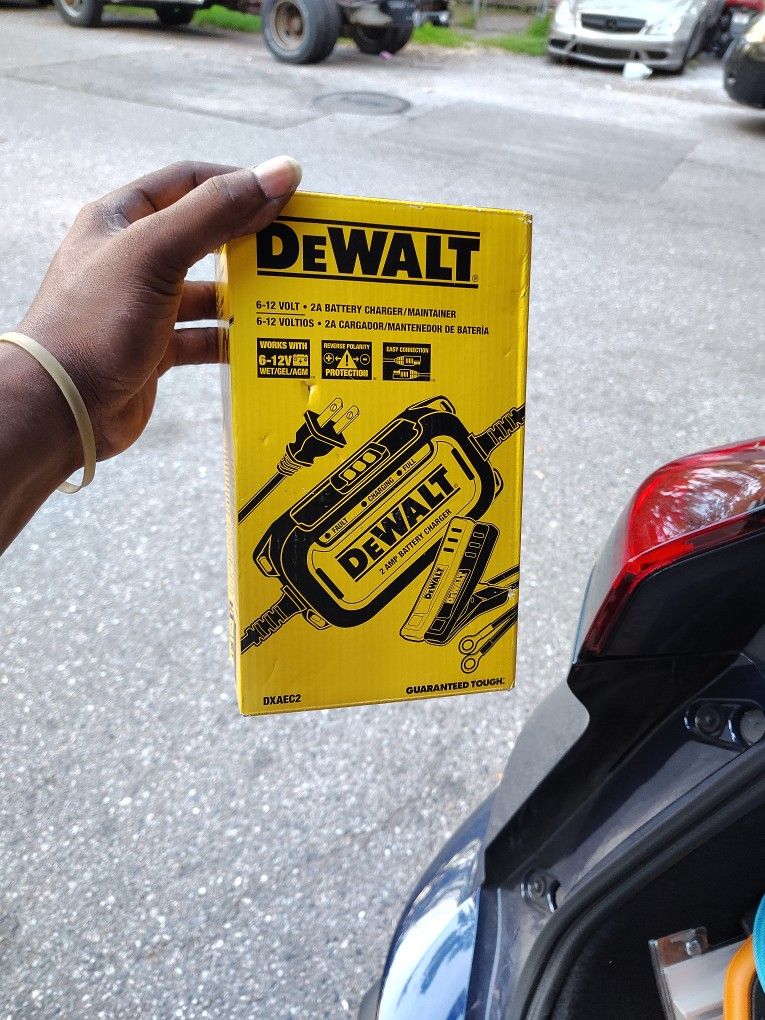 DEWALT®
6-12 VOLT • 2A BATTERY CHARGER/MAINTAINER
6-12 VOLTIOS • 2A CARGADOR/MANTENEDOR DE BATERÍA
WORKS WITH
6-12V
WET/GEL/AGM
REVERSE POLARITY
PROTECTION
EASY CONNECTION
FAULT
CHARGING
FULL
DEWALT
2 AMP BATTERY CHARGER
DEWALT
DEWALT
DXAEC2
GUARANTEED TOUGH.